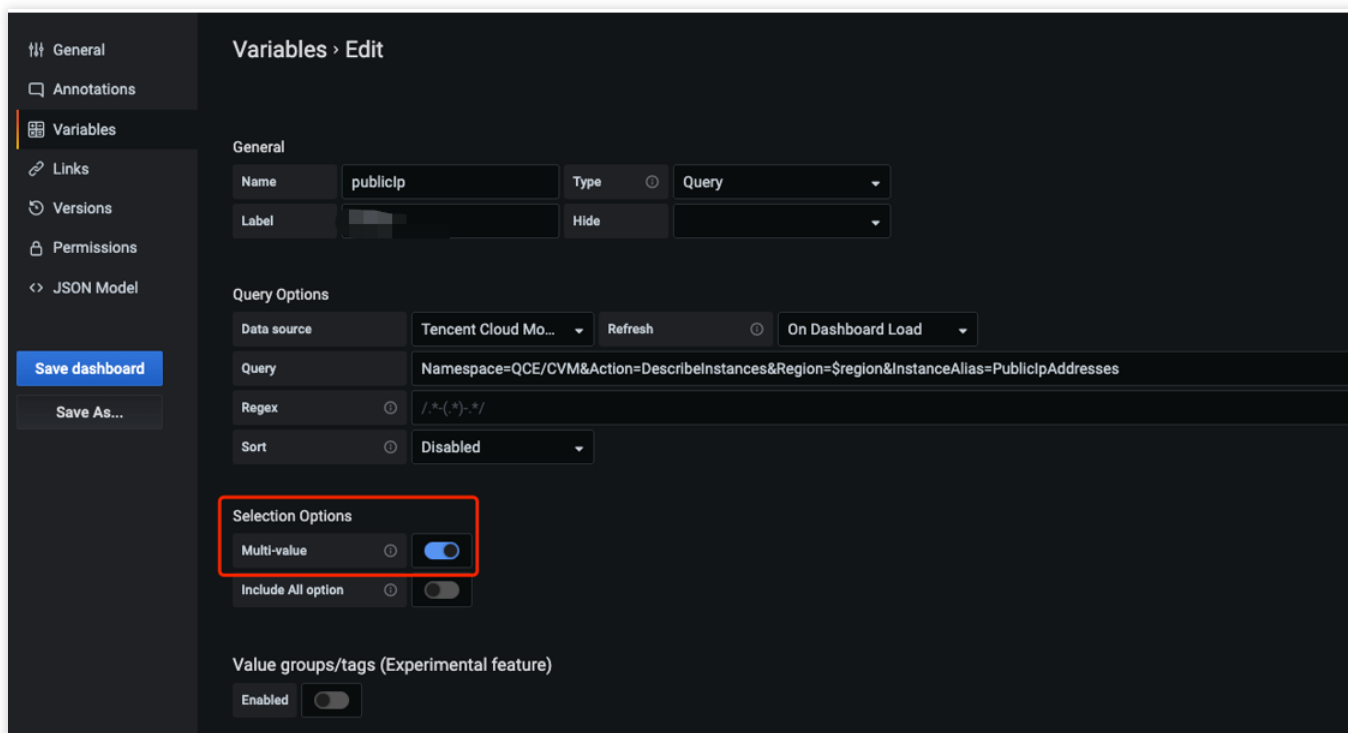 General
Annotations
Variables
Links
Versions
Permissions
JSON Model
Save dashboard
Save As...
Variables › Edit
General
Name publicIp Type Query
Label Hide
Query Options
Data source Tencent Cloud Mo... Refresh On Dashboard Load
Query Namespace=QCE/CVM&Action=DescribeInstances&Region=$region&InstanceAlias=PublicIpAddresses
Regex /.*-(.*)-.*/
Sort Disabled
Selection Options
Multi-value
Include All option
Value groups/tags (Experimental feature)
Enabled